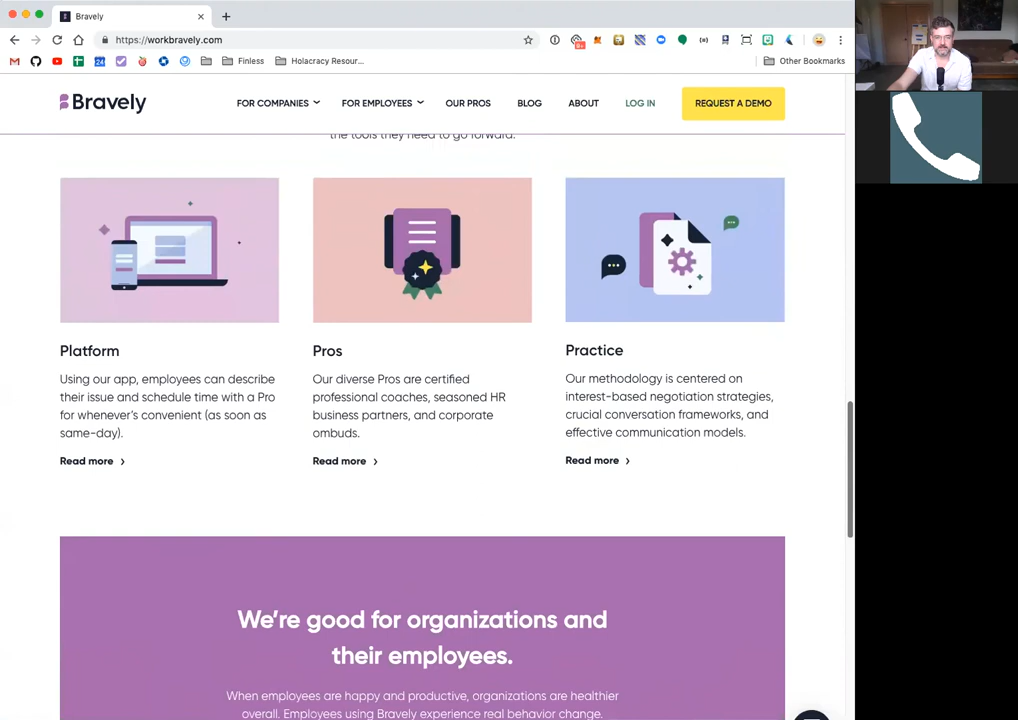 Bravely
https://workbravely.com
9+
24
Finless
Holacracy Resour...
Other Bookmarks
Bravely
FOR COMPANIES
FOR EMPLOYEES
OUR PROS
BLOG
ABOUT
LOG IN
REQUEST A DEMO
the tools they need to go forward.
Platform
Using our app, employees can describe
their issue and schedule time with a Pro
for whenever's convenient (as soon as
same-day).
Read more
Pros
Our diverse Pros are certified
professional coaches, seasoned HR
business partners, and corporate
ombuds.
Read more
Practice
Our methodology is centered on
interest-based negotiation strategies,
crucial conversation frameworks, and
effective communication models.
Read more
We're good for organizations and
their employees.
When employees are happy and productive, organizations are healthier
overall. Employees using Bravely experience real behavior change.